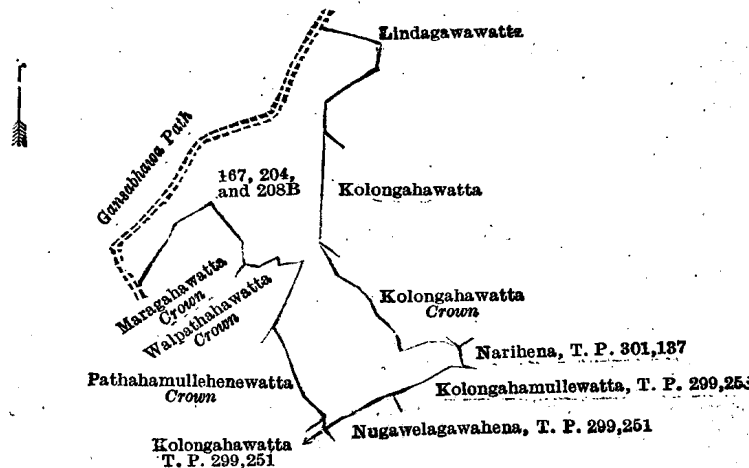 Lindagawawatta
Gansabhawa Path
167, 204,
and 208B
Kolongahawatta
Maragahawatta
Crown
Walpathahawatta
Crown
Kolongahawatta
Crown
Narihena, T. P. 301,137
Pathahamullehenewatta
Crown
Kolongahamullewatta, T. P. 299,253
Nugawelagawahena, T. P. 299,251
Kolongahawatta
T. P. 299,251